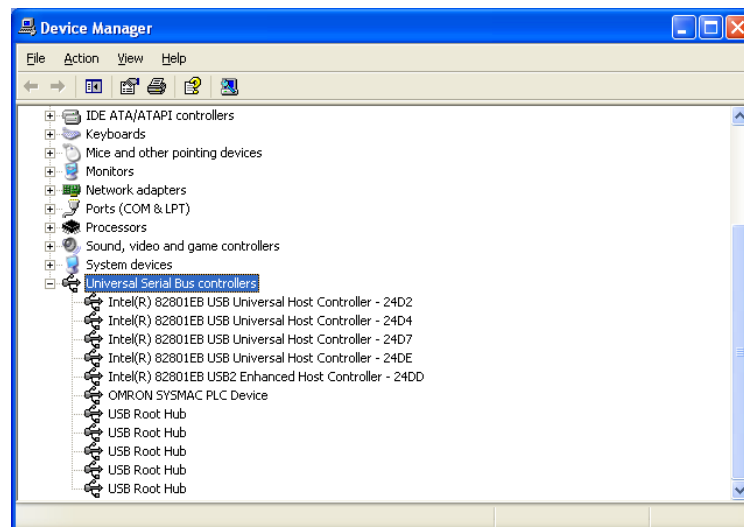 Device Manager
File Action View Help
IDE ATA/ATAPI controllers
Keyboards
Mice and other pointing devices
Monitors
Network adapters
Ports (COM & LPT)
Processors
Sound, video and game controllers
System devices
Universal Serial Bus controllers
Intel(R) 82801EB USB Universal Host Controller - 24D2
Intel(R) 82801EB USB Universal Host Controller - 24D4
Intel(R) 82801EB USB Universal Host Controller - 24D7
Intel(R) 82801EB USB Universal Host Controller - 24DE
Intel(R) 82801EB USB2 Enhanced Host Controller - 24DD
OMRON SYSMAC PLC Device
USB Root Hub
USB Root Hub
USB Root Hub
USB Root Hub
USB Root Hub